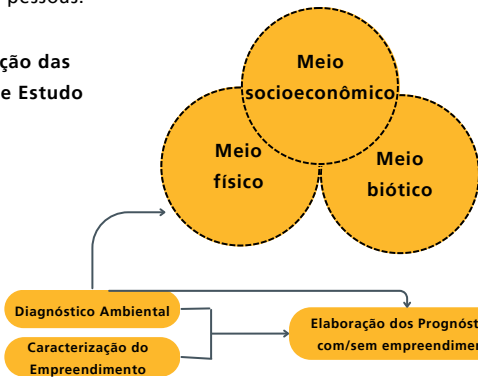 pessoas.
ção das
e Estudo
Meio
socioeconômico
Meio
físico
Meio
biótico
Diagnóstico Ambiental
Caracterização do
Empreendimento
Elaboração dos Prognóst
com/sem empreendime